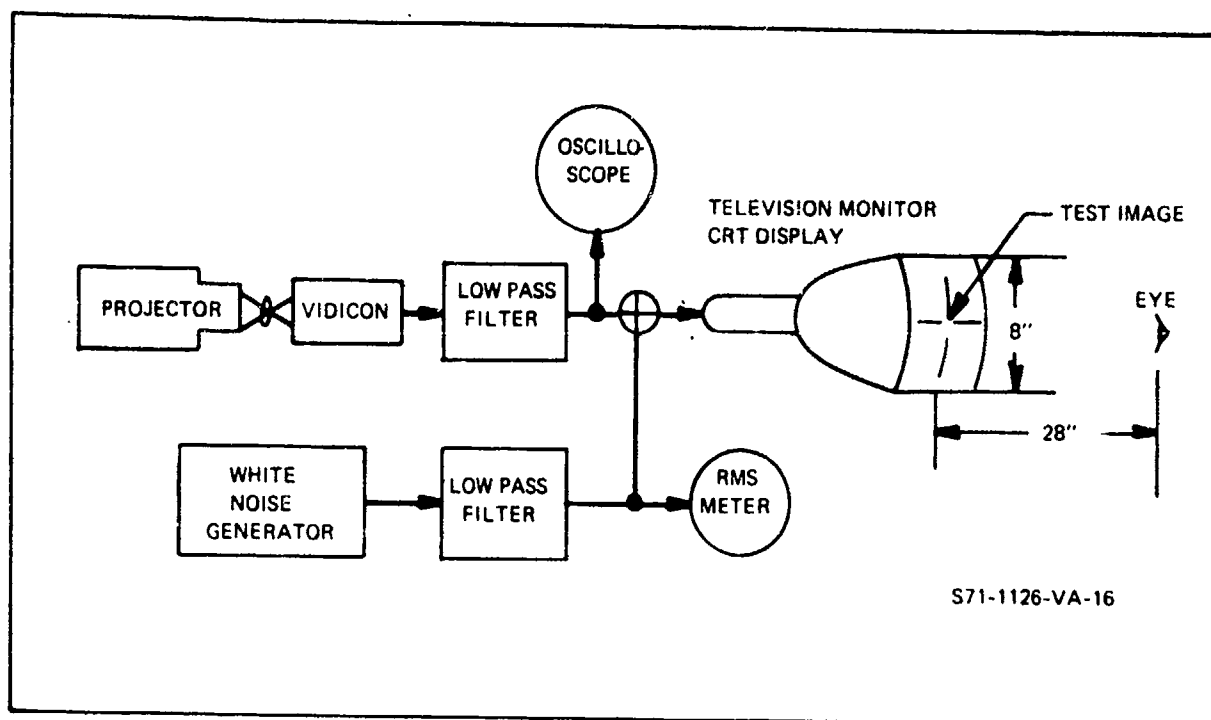 OSCILLO-
SCOPE
TELEVISION MONITOR
CRT DISPLAY
TEST IMAGE
PROJECTOR
VIDICON
LOW PASS
FILTER
8"
EYE
28"
WHITE
NOISE
GENERATOR
LOW PASS
FILTER
RMS
METER
S71-1126-VA-16